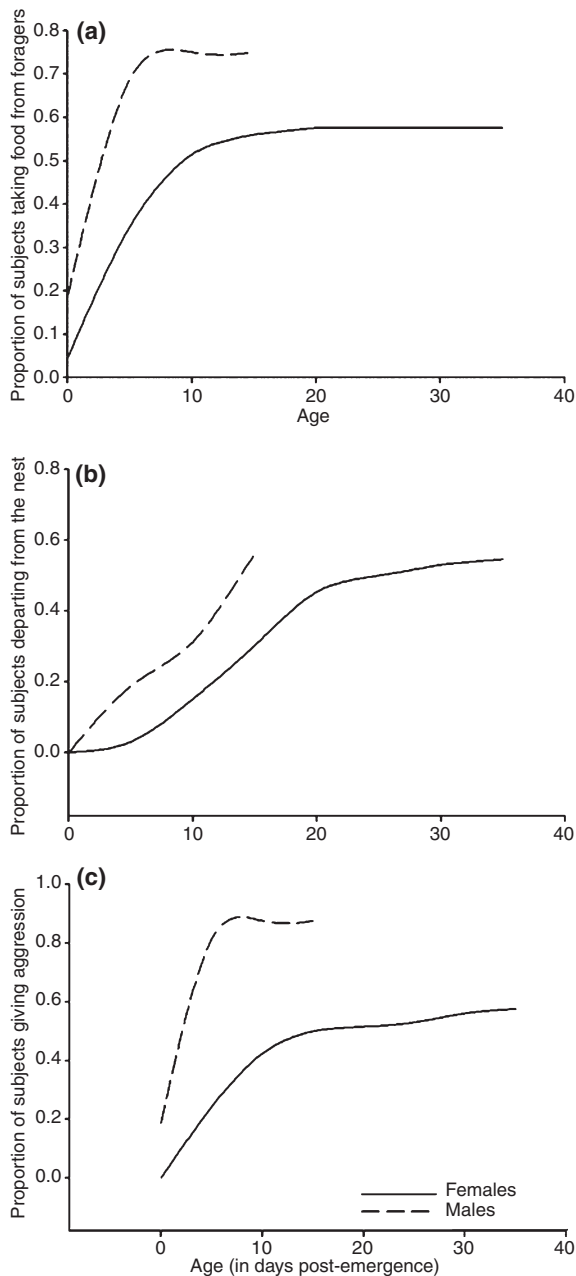 (a)
Proportion of subjects taking food from foragers
0.8
0.7
0.6
0.5
0.4
0.3
0.2
0.1
0.0
0 10 20 30 40
Age
(b)
Proportion of subjects departing from the nest
0.8
0.6
0.4
0.2
0.0
0 10 20 30 40
(c)
Proportion of subjects giving aggression
1.0
0.8
0.6
0.4
0.2
0.0
Females
Males
0 10 20 30 40
Age (in days post-emergence)